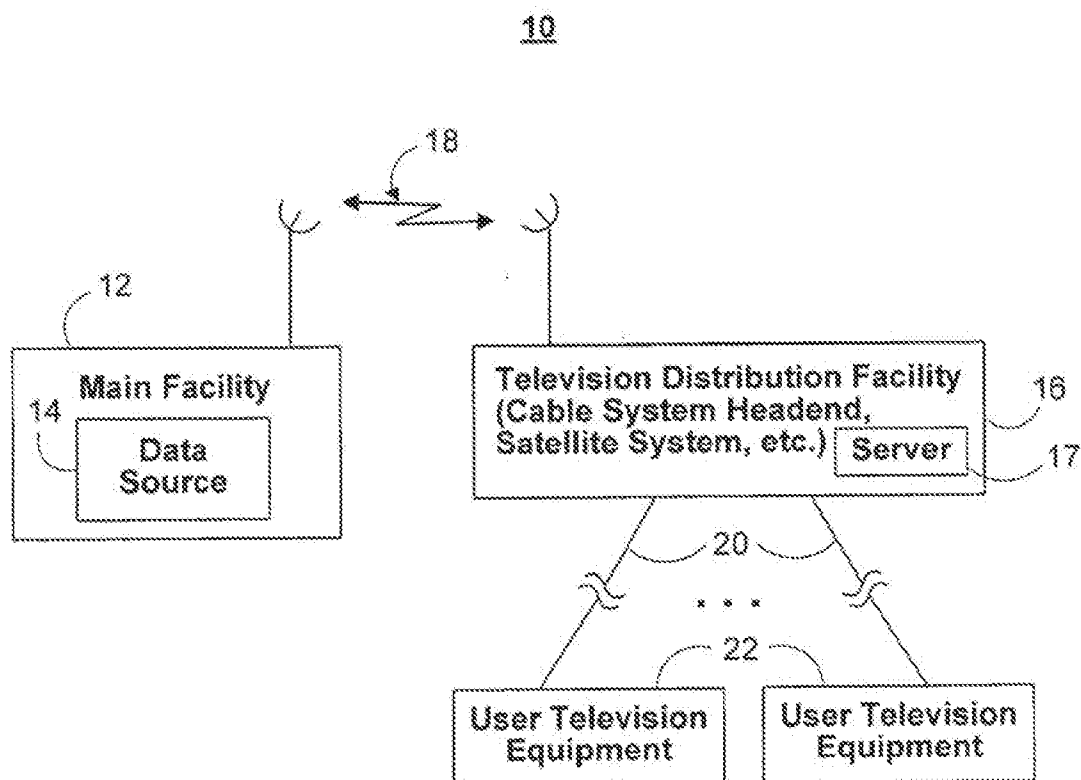 10
18
12
Main Facility
14
Data
Source
Television Distribution Facility
(Cable System Headend,
Satellite System, etc.)
Server
16
17
20
. . .
22
User Television
Equipment
User Television
Equipment